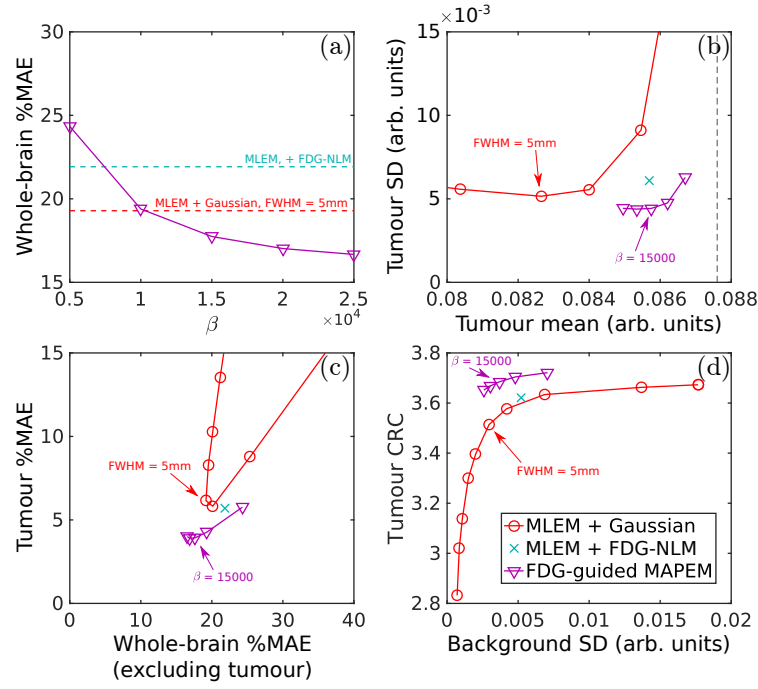 (a)
Whole-brain %MAE
30
25
20
15
MLEM, + FDG-NLM
MLEM + Gaussian, FWHM = 5mm
0.5 1 1.5 2 2.5
β
×10⁴
(b)
×10⁻³
Tumour SD (arb. units)
15
10
5
0
FWHM = 5mm
β = 15000
0.08 0.082 0.084 0.086 0.088
Tumour mean (arb. units)
(c)
Tumour %MAE
15
10
5
0
FWHM = 5mm
β = 15000
0 10 20 30 40
Whole-brain %MAE
(excluding tumour)
(d)
Tumour CRC
3.8
3.6
3.4
3.2
3
2.8
β = 15000
FWHM = 5mm
MLEM + Gaussian
MLEM + FDG-NLM
FDG-guided MAPEM
0 0.005 0.01 0.015 0.02
Background SD (arb. units)